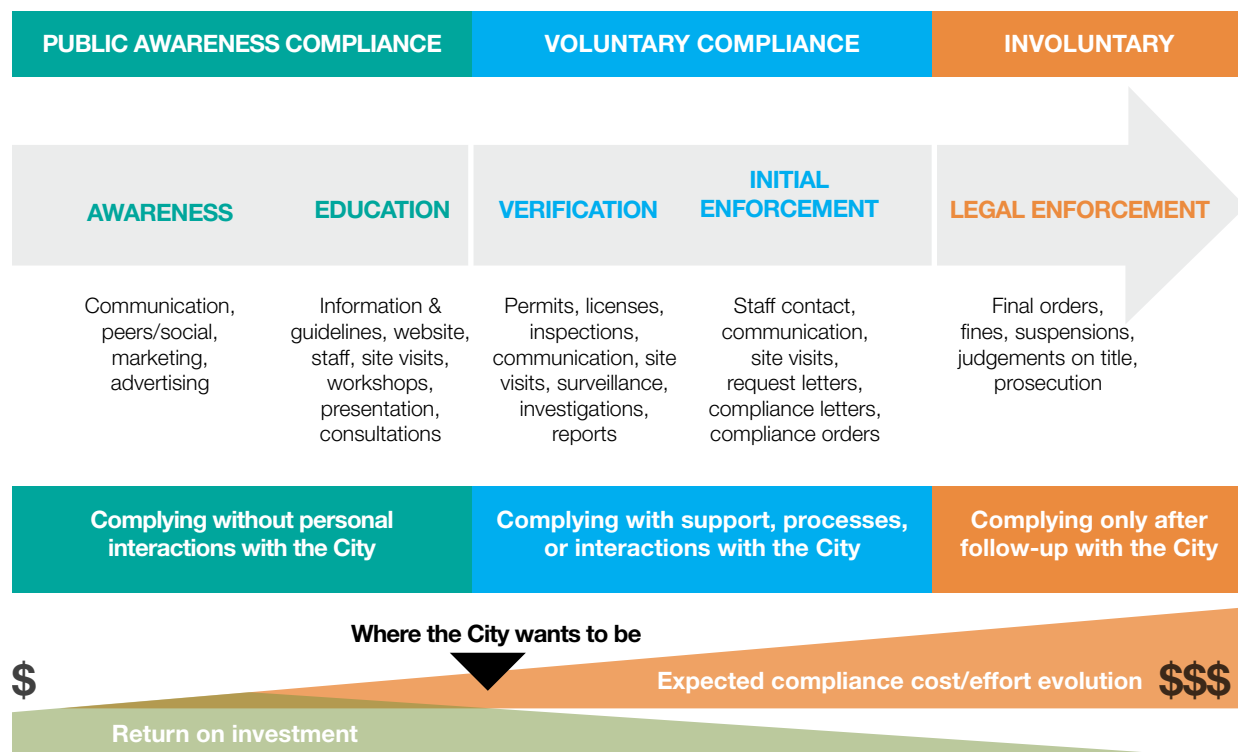 PUBLIC AWARENESS COMPLIANCE
VOLUNTARY COMPLIANCE
INVOLUNTARY
AWARENESS
EDUCATION
VERIFICATION
INITIAL
ENFORCEMENT
LEGAL ENFORCEMENT
Communication,
peers/social,
marketing,
advertising
Information &
guidelines, website,
staff, site visits,
workshops,
presentation,
consultations
Permits, licenses,
inspections,
communication, site
visits, surveillance,
investigations,
reports
Staff contact,
communication,
site visits,
request letters,
compliance letters,
compliance orders
Final orders,
fines, suspensions,
judgements on title,
prosecution
Complying without personal
interactions with the City
Complying with support, processes,
or interactions with the City
Complying only after
follow-up with the City
Where the City wants to be
$
Expected compliance cost/effort evolution
$$$
Return on investment